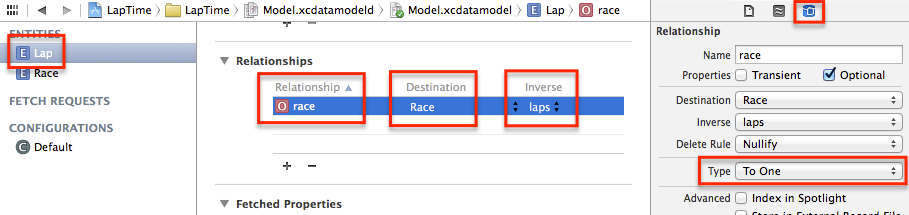 LapTime LapTime Model.xcdatamodeld Model.xcdatamodel E Lap O race
ENTITIES
E Lap
E Race
FETCH REQUESTS
CONFIGURATIONS
C Default
+ −
Relationships
Relationship Destination Inverse
O race Race laps
+ −
Fetched Properties
Relationship
Name race
Properties Transient Optional
Destination Race
Inverse laps
Delete Rule Nullify
Type To One
Advanced Index in Spotlight
Store in External Record File